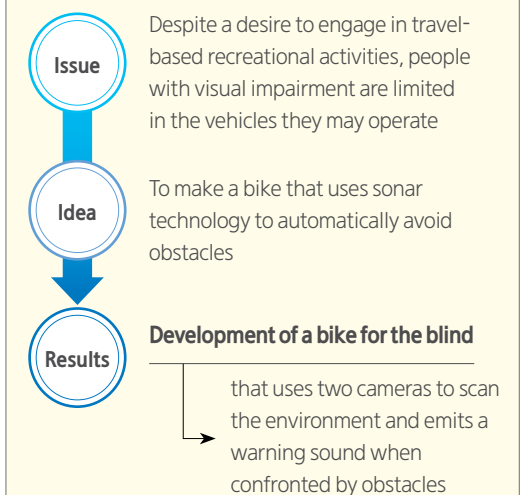 Issue
Despite a desire to engage in travel-
based recreational activities, people
with visual impairment are limited
in the vehicles they may operate
Idea
To make a bike that uses sonar
technology to automatically avoid
obstacles
Results
Development of a bike for the blind
that uses two cameras to scan
the environment and emits a
warning sound when
confronted by obstacles